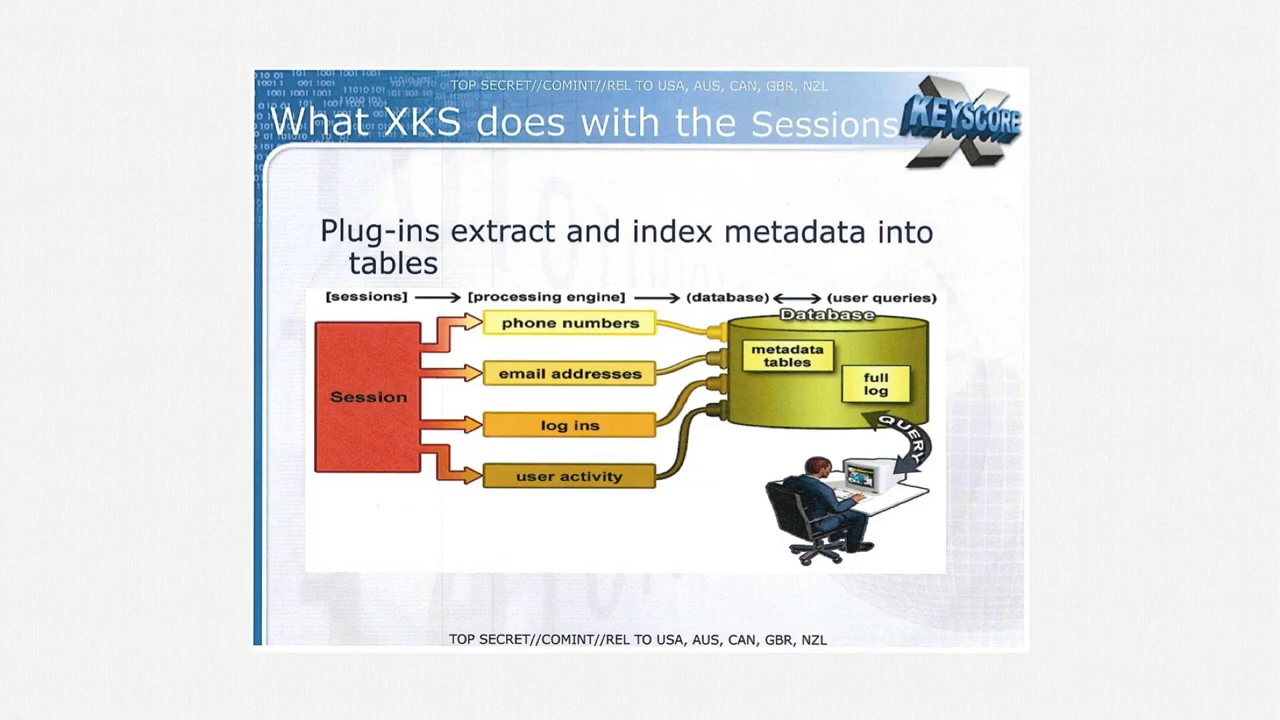 TOP SECRET//COMINT//REL TO USA, AUS, CAN, GBR, NZL
What XKS does with the Sessions
X KEYSCORE
Plug-ins extract and index metadata into
tables
[sessions] [processing engine] (database) (user queries)
Database
phone numbers
metadata
tables
email addresses
full
log
Session
log ins
QUERY
user activity
TOP SECRET//COMINT//REL TO USA, AUS, CAN, GBR, NZL